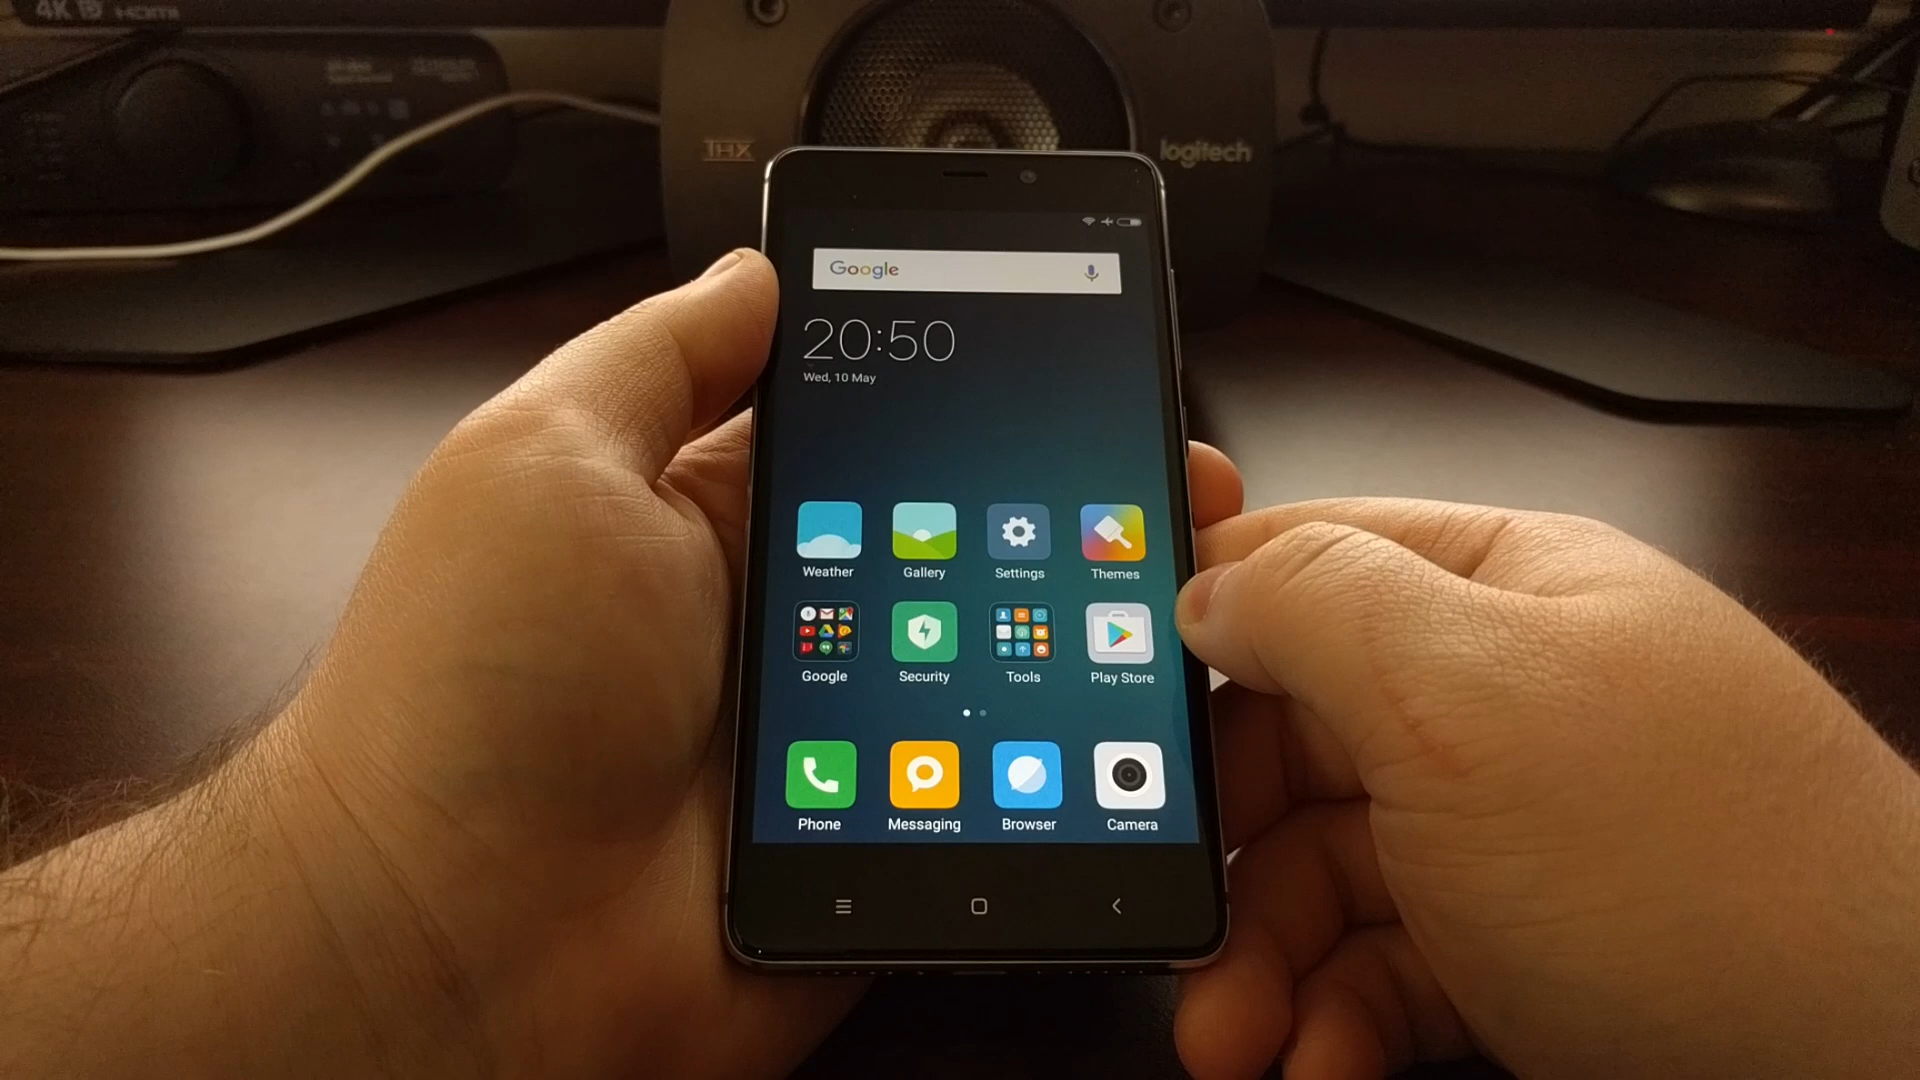 4K HDMI
THX
logitech
Google
20:50
Wed, 10 May
Weather
Gallery
Settings
Themes
Google
Security
Tools
Play Store
Phone
Messaging
Browser
Camera